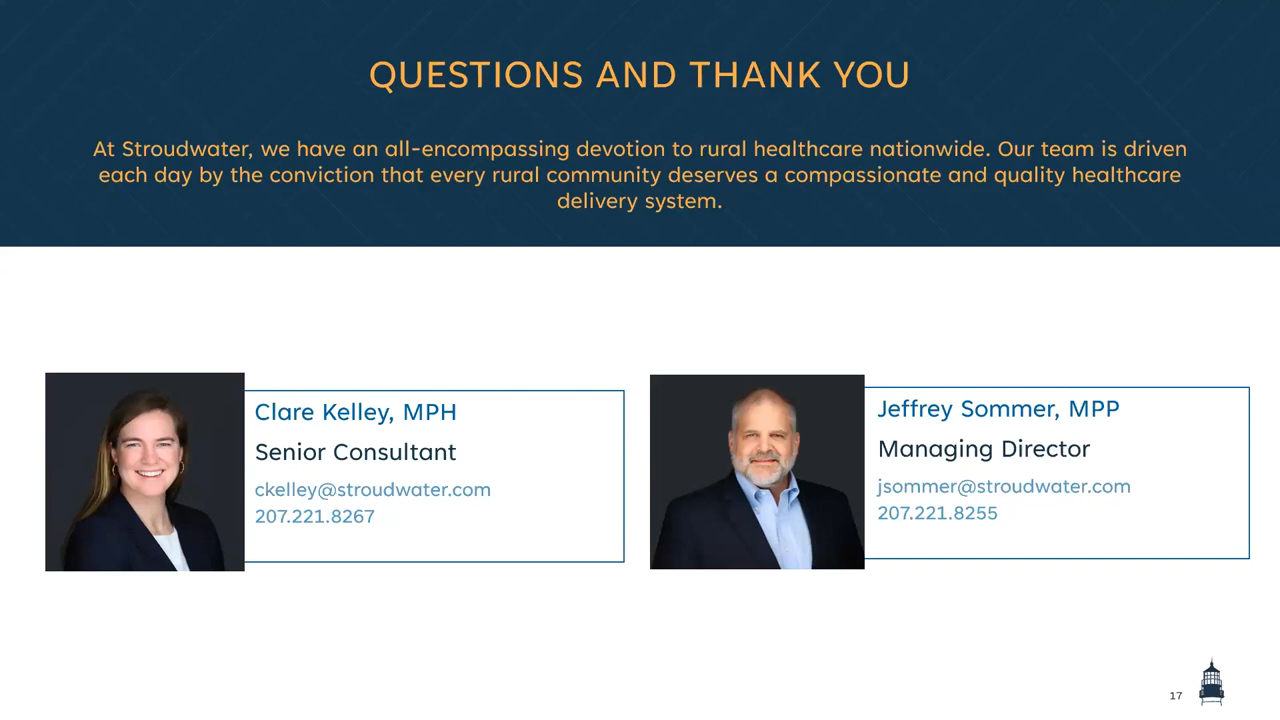 QUESTIONS AND THANK YOU
At Stroudwater, we have an all-encompassing devotion to rural healthcare nationwide. Our team is driven
each day by the conviction that every rural community deserves a compassionate and quality healthcare
delivery system.
Clare Kelley, MPH
Senior Consultant
ckelley@stroudwater.com
207.221.8267
Jeffrey Sommer, MPP
Managing Director
jsommer@stroudwater.com
207.221.8255
17